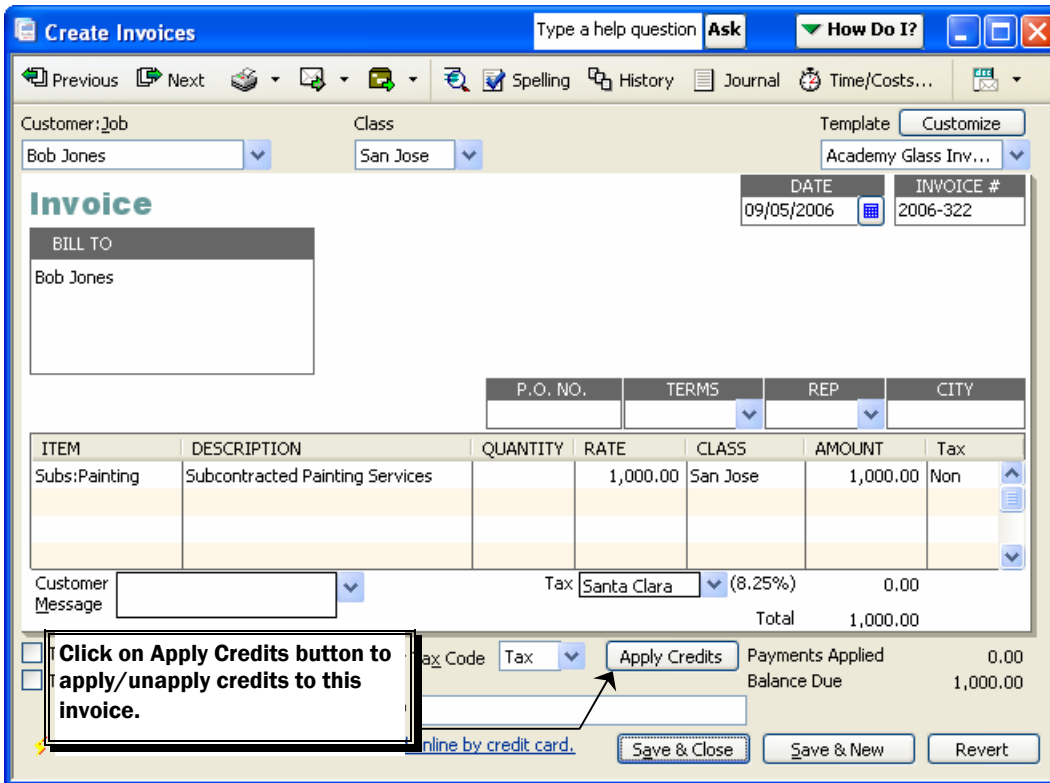 Create Invoices Type a help question Ask How Do I?
Previous Next Spelling History Journal Time/Costs...
Customer:Job Class Template Customize
Bob Jones San Jose Academy Glass Inv...
DATE INVOICE #
Invoice 09/05/2006 2006-322
BILL TO
Bob Jones
P.O. NO. TERMS REP CITY
ITEM DESCRIPTION QUANTITY RATE CLASS AMOUNT Tax
Subs:Painting Subcontracted Painting Services 1,000.00 San Jose 1,000.00 Non
Customer Message Tax Santa Clara (8.25%) 0.00
Total 1,000.00
Click on Apply Credits button to
apply/unapply credits to this
invoice.
Code Tax Apply Credits Payments Applied 0.00
Balance Due 1,000.00
by credit card. Save & Close Save & New Revert